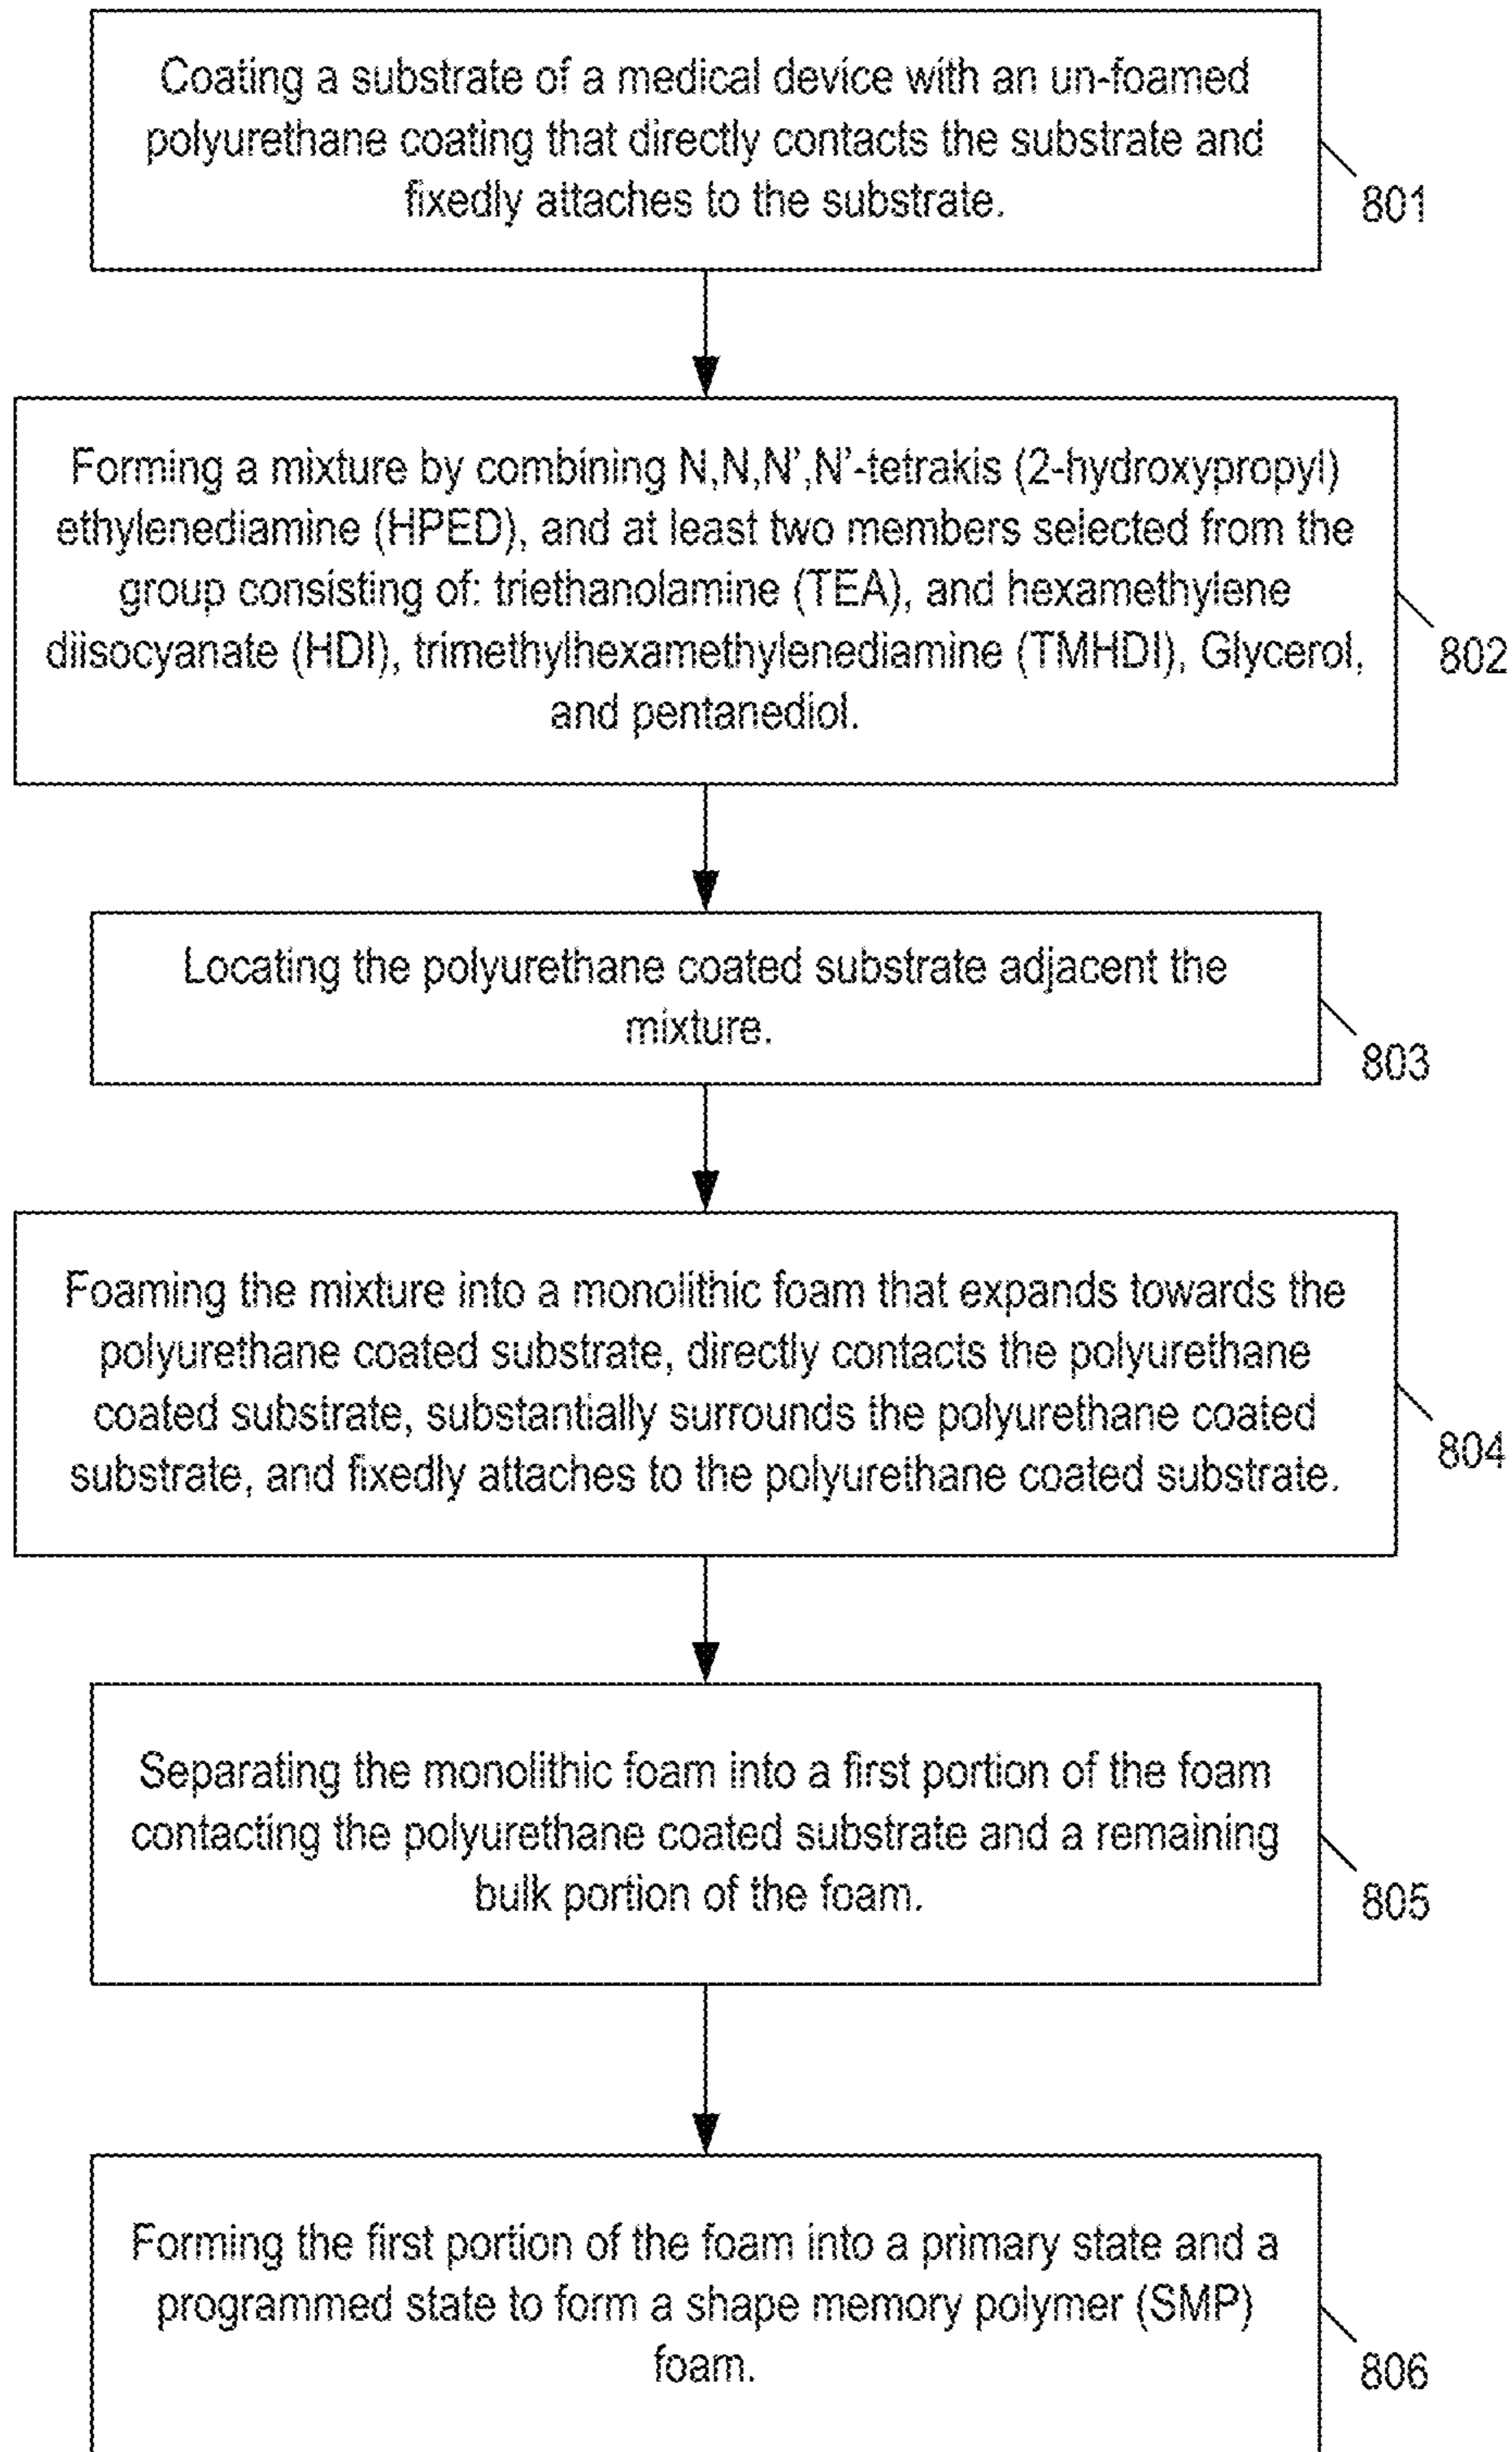 Coating a substrate of a medical device with an un-foamed
polyurethane coating that directly contacts the substrate and
fixedly attaches to the substrate.
801
Forming a mixture by combining N,N,N’,N’-tetrakis (2-hydroxypropyl)
ethylenediamine (HPED), and at least two members selected from the
group consisting of: triethanolamine (TEA), and hexamethylene
diisocyanate (HDI), trimethylhexamethylenediamine (TMHDI), Glycerol,
and pentanediol.
802
Locating the polyurethane coated substrate adjacent the
mixture.
803
Foaming the mixture into a monolithic foam that expands towards the
polyurethane coated substrate, directly contacts the polyurethane
coated substrate, substantially surrounds the polyurethane coated
substrate, and fixedly attaches to the polyurethane coated substrate.
804
Separating the monolithic foam into a first portion of the foam
contacting the polyurethane coated substrate and a remaining
bulk portion of the foam.
805
Forming the first portion of the foam into a primary state and a
programmed state to form a shape memory polymer (SMP)
foam.
806